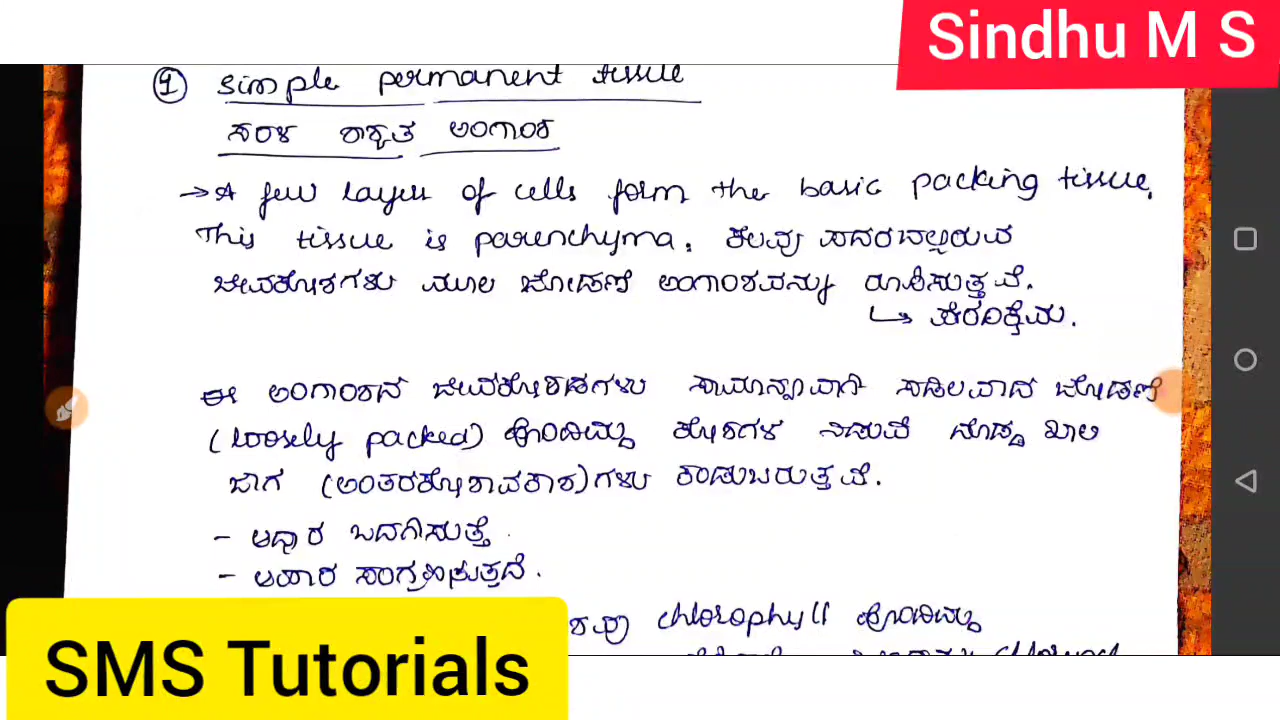 Sindhu M S
① Simple permanent tissue
ಸರಳ ಶಾಶ್ವತ ಅಂಗಾಂಶ
→ A few layers of cells form the basic packing tissue.
This tissue is parenchyma. ಕೆಲವು ಪದರದಲ್ಲಿರುವ
ಜೀವಕೋಶಗಳು ಮೂಲ ಜೋಡಣೆ ಅಂಗಾಂಶವನ್ನು ರೂಪಿಸುತ್ತವೆ.
↳ ಪೆರಂಕೈಮ.
ಈ ಅಂಗಾಂಶದ ಜೀವಕೋಶಗಳು ಸಾಮಾನ್ಯವಾಗಿ ಸಡಿಲವಾದ ಜೋಡಣೆ
(loosely packed) ಹೊಂದಿದ್ದು ಕೋಶಗಳ ನಡುವೆ ದೊಡ್ಡ ಖಾಲಿ
ಜಾಗ (ಅಂತರಕೋಶಾವಕಾಶ)ಗಳು ಕಂಡುಬರುತ್ತವೆ.
- ಆಧಾರ ಒದಗಿಸುತ್ತೆ.
- ಆಹಾರ ಸಂಗ್ರಹಿಸುತ್ತದೆ.
chlorophyll ಹೊಂದಿದ್ದು
SMS Tutorials